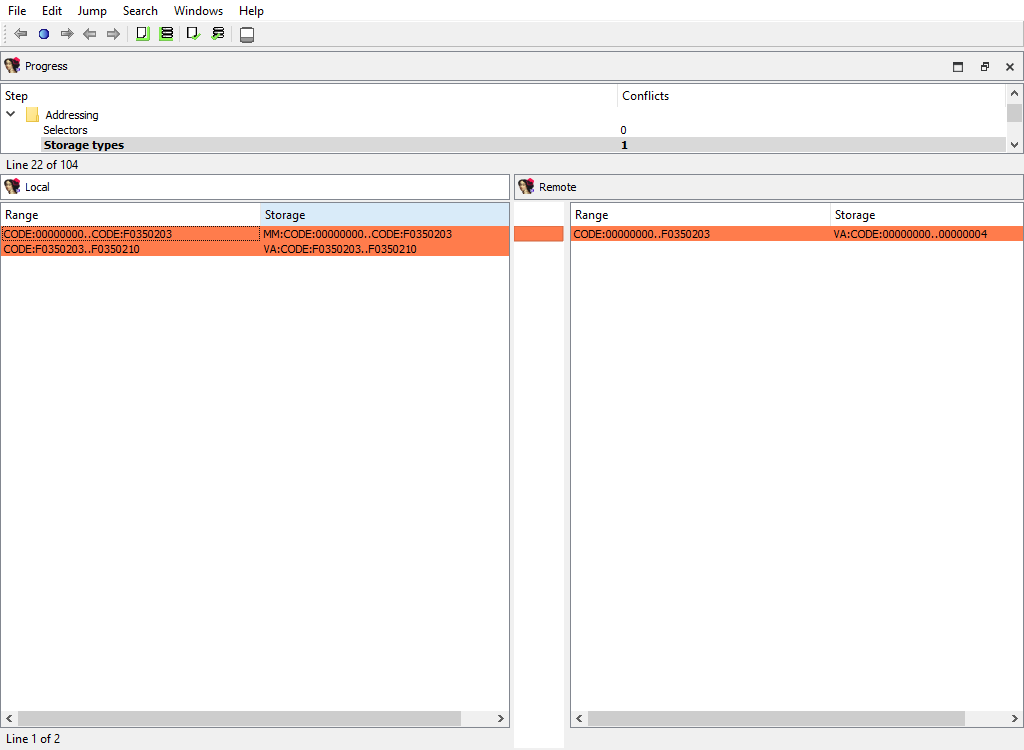 File Edit Jump Search Windows Help
Progress
Step Conflicts
Addressing
Selectors 0
Storage types 1
Line 22 of 104
Local Remote
Range Storage Range Storage
CODE:00000000..CODE:F0350203 MM:CODE:00000000..CODE:F0350203 CODE:00000000..F0350203 VA:CODE:00000000..00000004
CODE:F0350203..F0350210 VA:CODE:F0350203..F0350210
Line 1 of 2